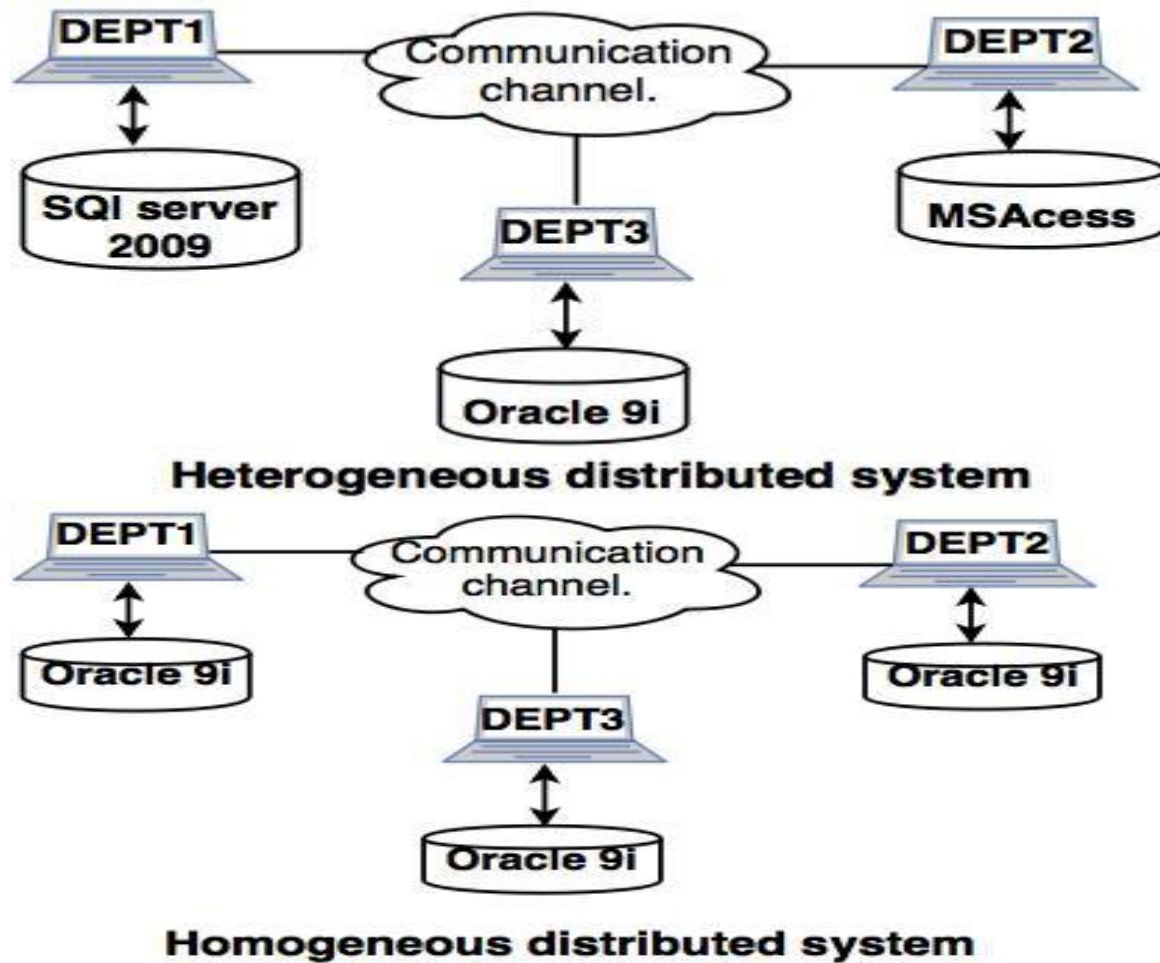 DEPT1
Communication
channel.
DEPT2
SQI server
2009
MSAcess
DEPT3
Oracle 9i
Heterogeneous distributed system
DEPT1
Communication
channel.
DEPT2
Oracle 9i
Oracle 9i
DEPT3
Oracle 9i
Homogeneous distributed system